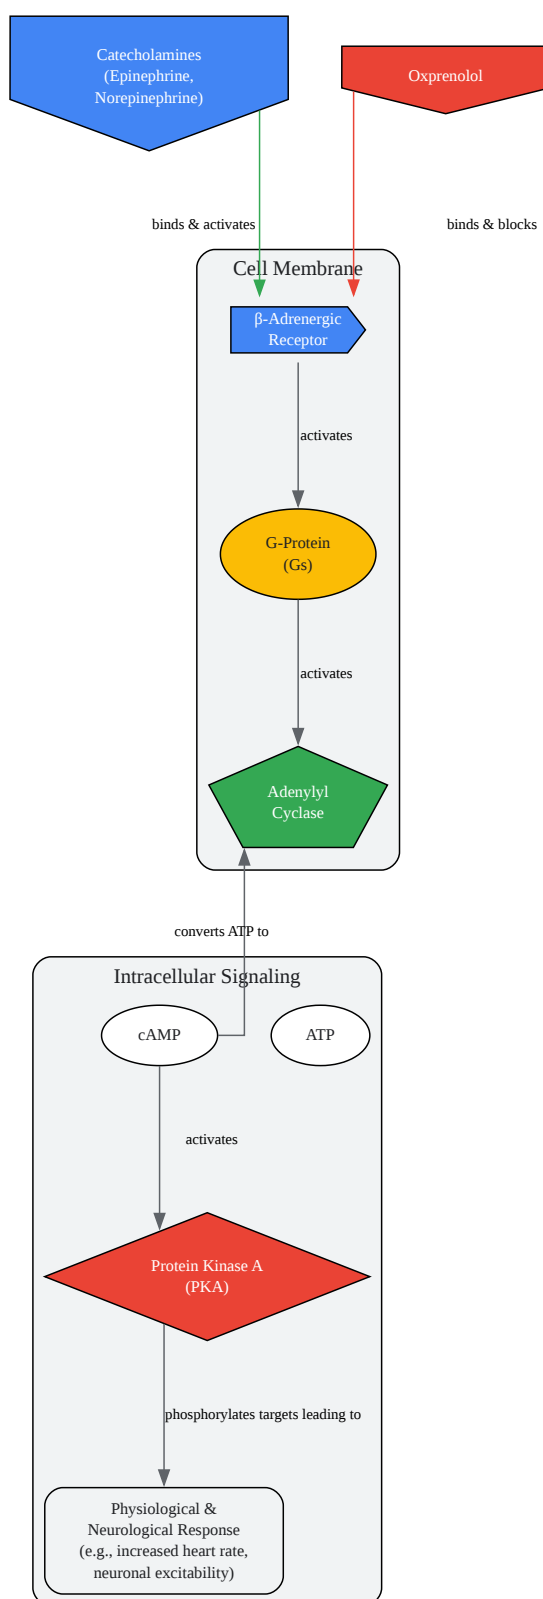 Catecholamines
(Epinephrine,
Norepinephrine)
Oxprenolol
binds & activates
binds & blocks
Cell Membrane
β-Adrenergic
Receptor
activates
G-Protein
(Gs)
activates
Adenylyl
Cyclase
converts ATP to
Intracellular Signaling
cAMP
ATP
activates
Protein Kinase A
(PKA)
phosphorylates targets leading to
Physiological &
Neurological Response
(e.g., increased heart rate,
neuronal excitability)